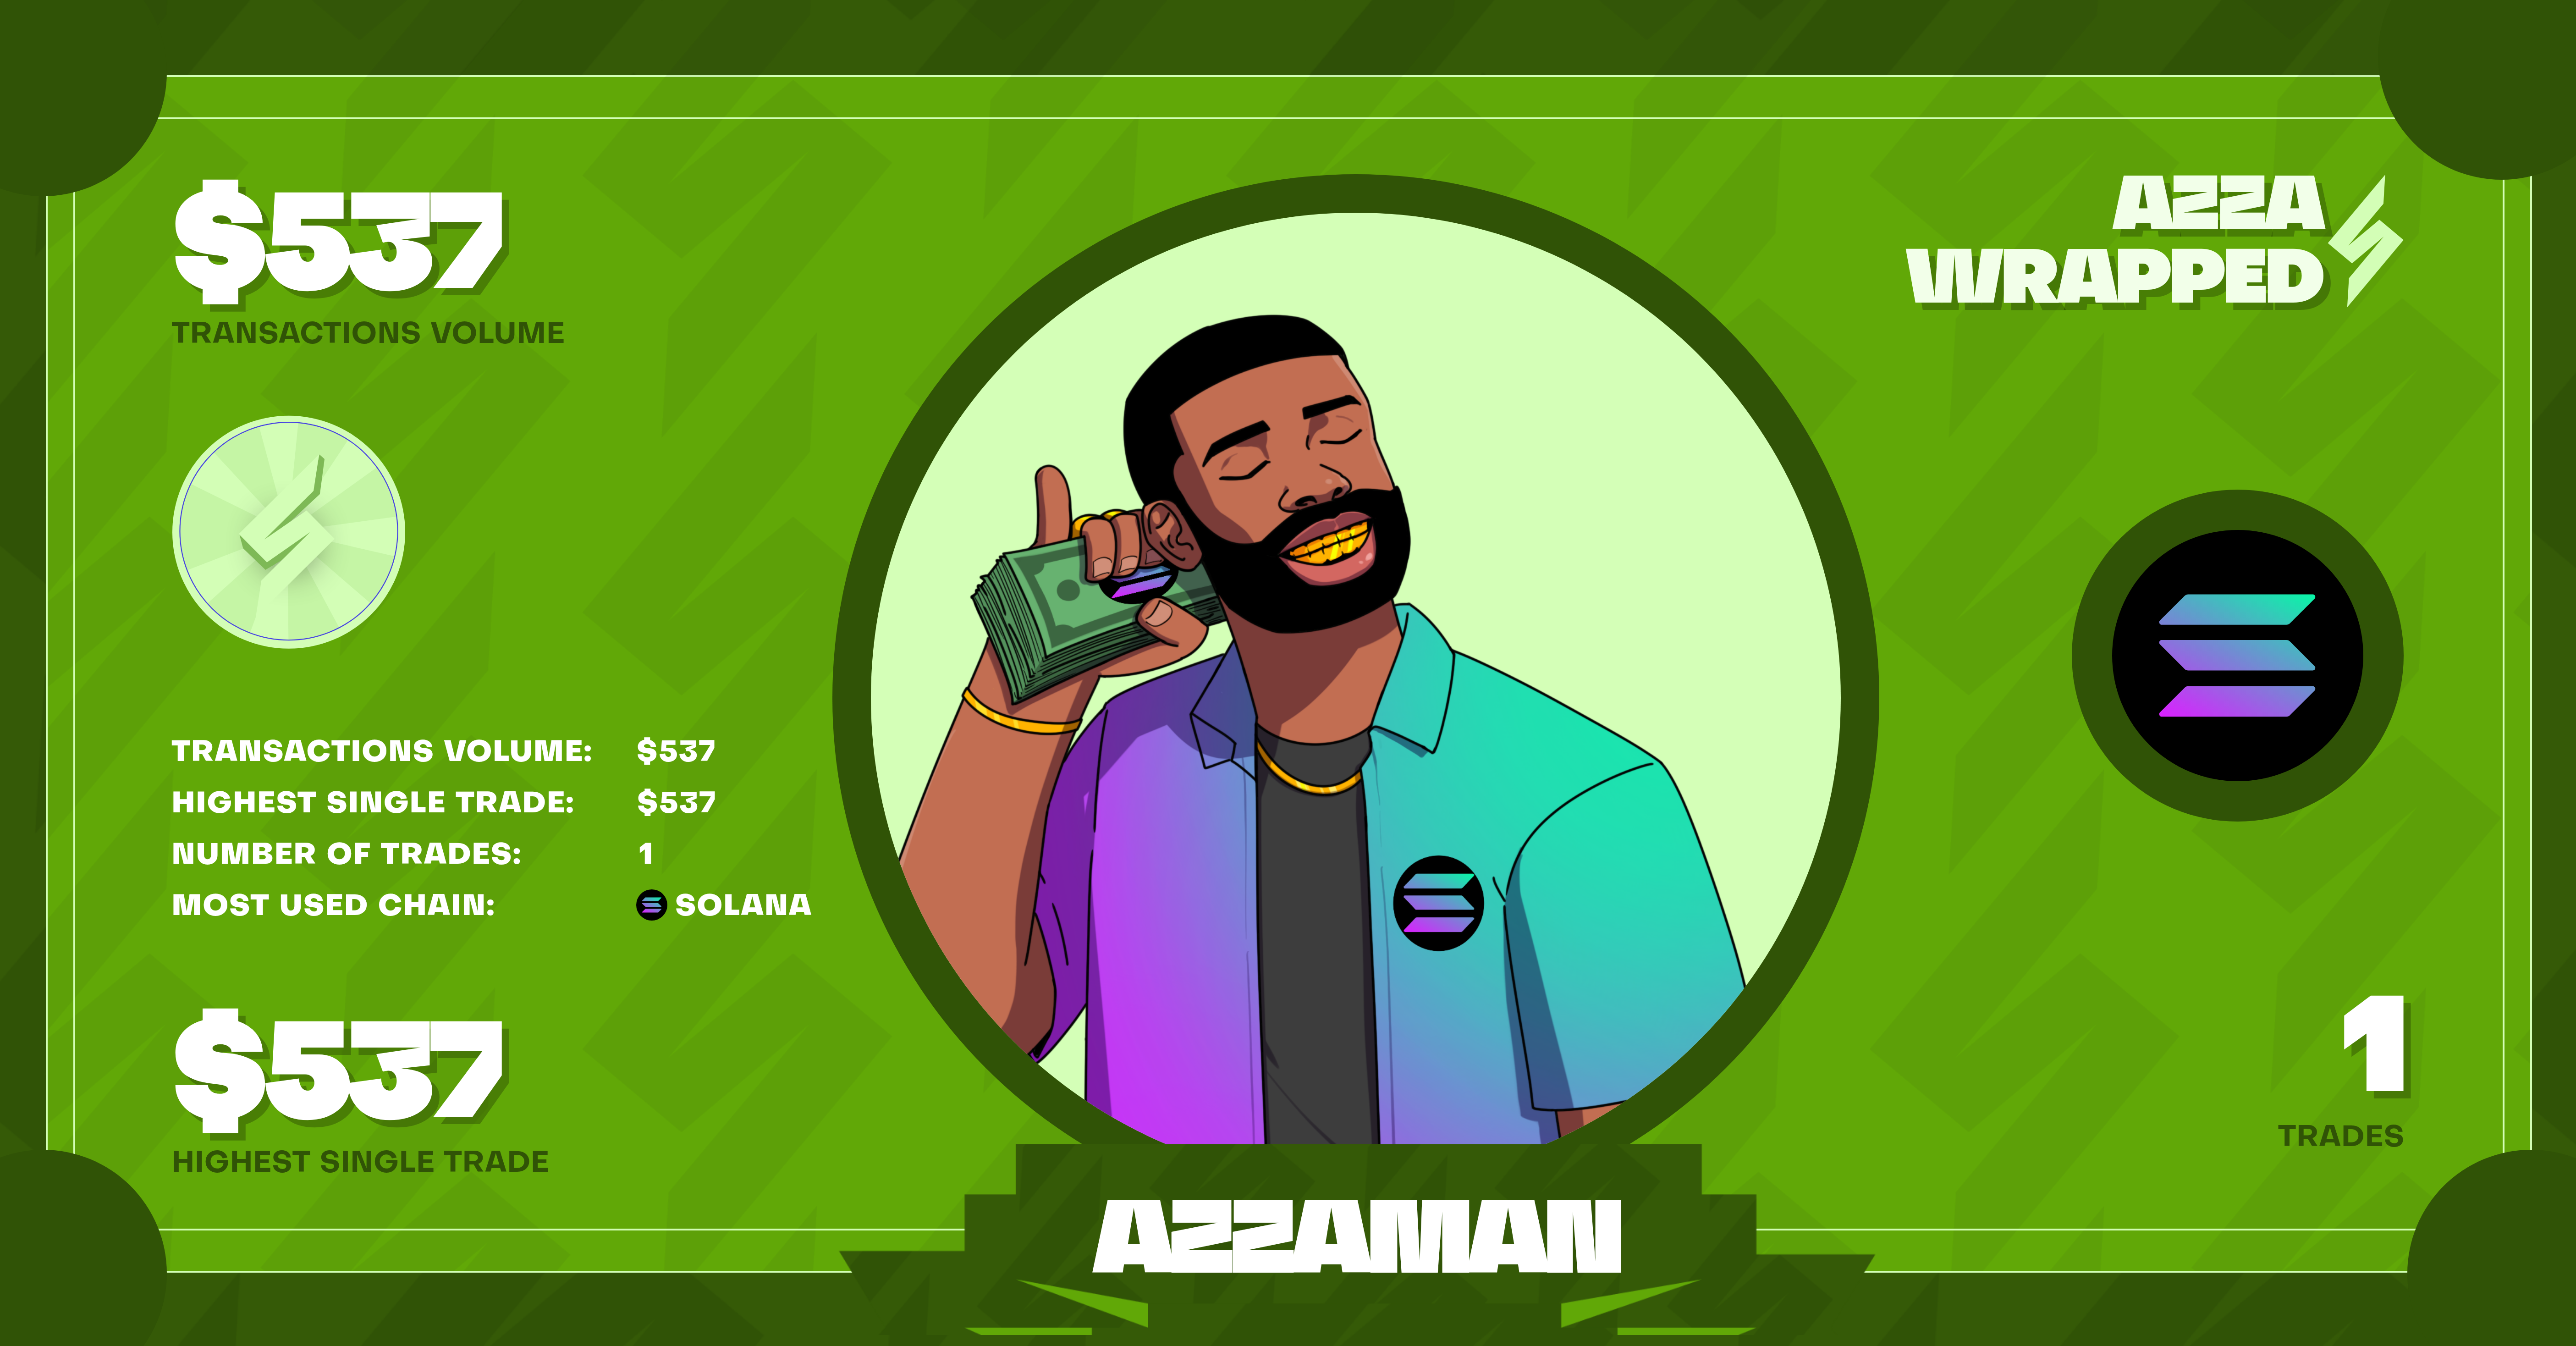 $537
TRANSACTIONS VOLUME
AZZA
WRAPPED
TRANSACTIONS VOLUME: $537
HIGHEST SINGLE TRADE: $537
NUMBER OF TRADES: 1
MOST USED CHAIN: SOLANA
$537
HIGHEST SINGLE TRADE
1
TRADES
AZZAMAN